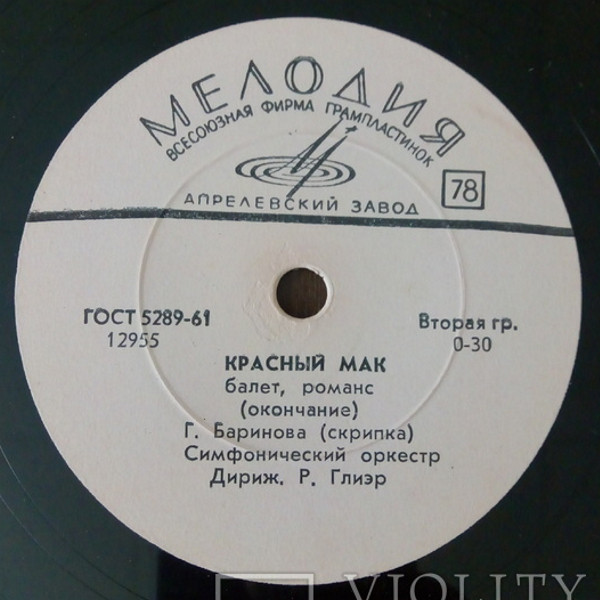 МЕЛОДИЯ
ВСЕСОЮЗНАЯ ФИРМА ГРАМПЛАСТИНОК
78
АПРЕЛЕВСКИЙ ЗАВОД
ГОСТ 5289-61
Вторая гр.
12955
0-30
КРАСНЫЙ МАК
балет, романс
(окончание)
Г. Баринова (скрипка)
Симфонический оркестр
Дириж. Р. Глиэр
VIOLITY